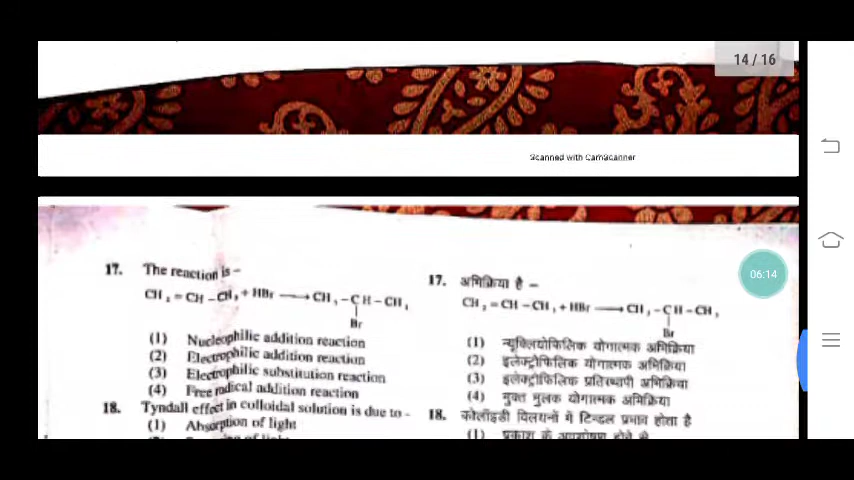 14 / 16
Scanned with CamScanner
06:14
17. The reaction is -
CH₂ = CH - CH₃ + HBr ⟶ CH₃ - CH - CH₃
|
Br
(1) Nucleophilic addition reaction
(2) Electrophilic addition reaction
(3) Electrophilic substitution reaction
(4) Free radical addition reaction
18. Tyndall effect in colloidal solution is due to -
(1) Absorption of light
17. अभिक्रिया है -
CH₂ = CH - CH₃ + HBr ⟶ CH₃ - CH - CH₃
|
Br
(1) न्यूक्लियोफिलिक योगात्मक अभिक्रिया
(2) इलेक्ट्रोफिलिक योगात्मक अभिक्रिया
(3) इलेक्ट्रोफिलिक प्रतिस्थापी अभिक्रिया
(4) मुक्त मुलक योगात्मक अभिक्रिया
18. कोलॉइडी विलयनों में टिन्डल प्रभाव होता है
(1) प्रकाश के अवशोषण होने से